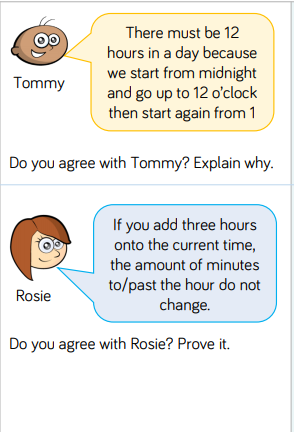 There must be 12
hours in a day because
we start from midnight
and go up to 12 o'clock
then start again from 1
Tommy
Do you agree with Tommy? Explain why.
If you add three hours
onto the current time,
the amount of minutes
to/past the hour do not
change.
Rosie
Do you agree with Rosie? Prove it.